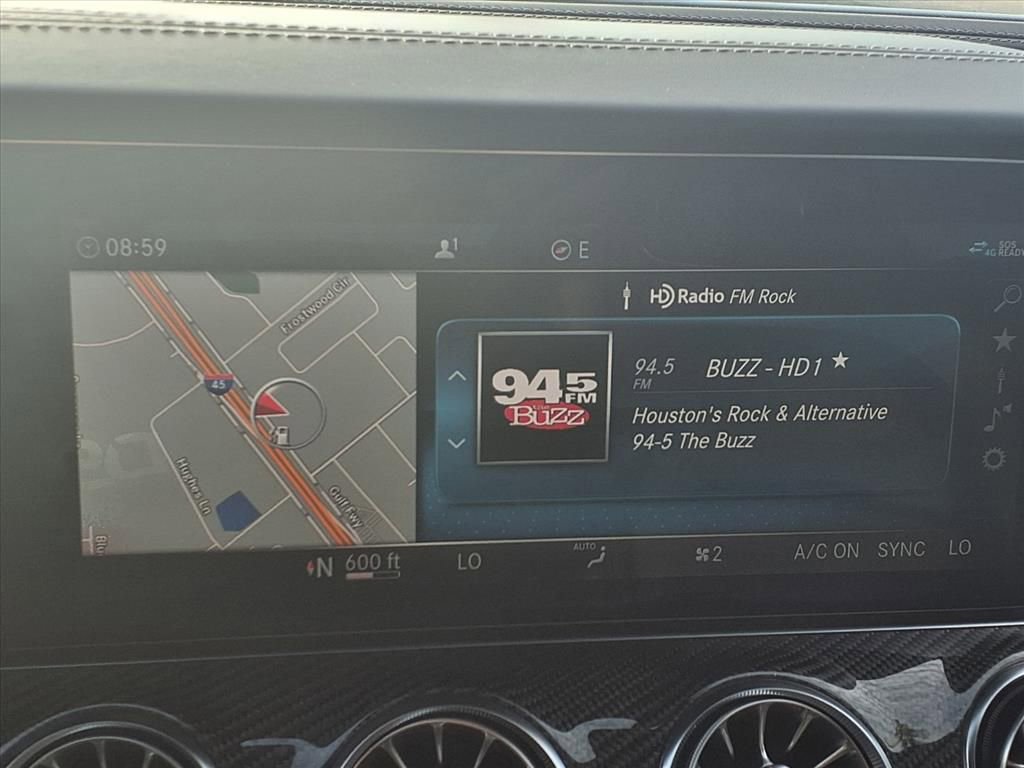 08:59
1
E
SOS
4G READY
Frostwood Cir
45
Hughes Ln
Gulf Fwy
HD Radio FM Rock
94.5 FM
the Buzz
94.5 FM
BUZZ - HD1
Houston's Rock & Alternative
94-5 The Buzz
N 600 ft
LO
AUTO
2
A/C ON SYNC LO